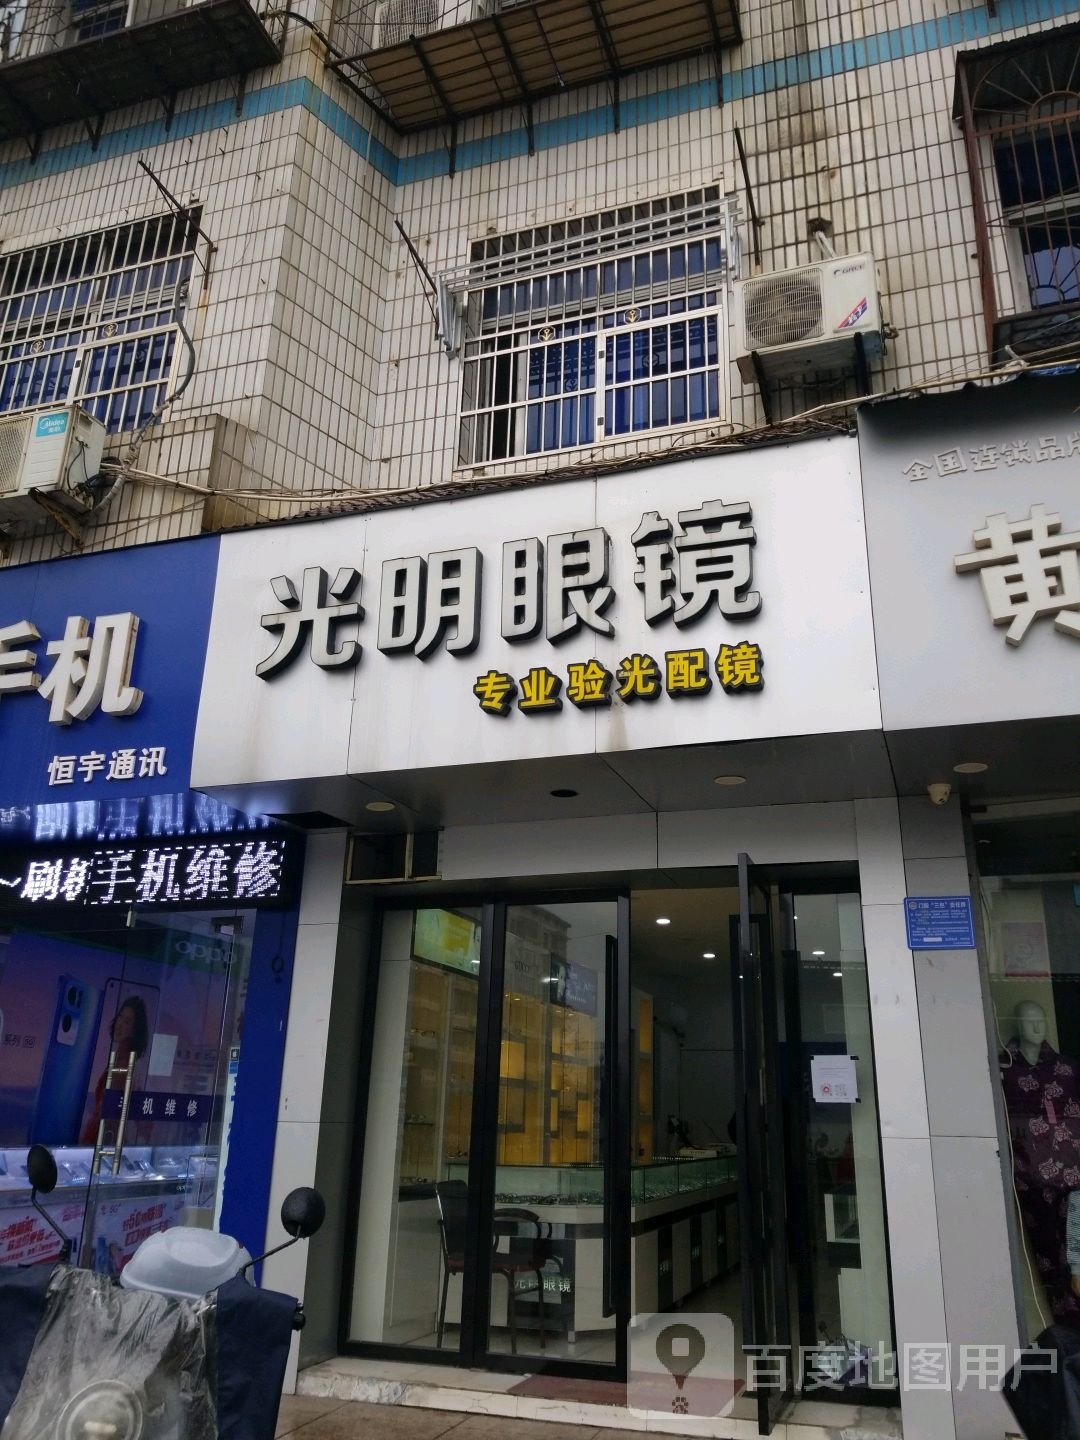 GREE
Midea
全国连锁品牌
黄
光明眼镜
专业验光配镜
手机
恒宇通讯
手机维修
oppo
手机维修
光明眼镜
百度地图用户